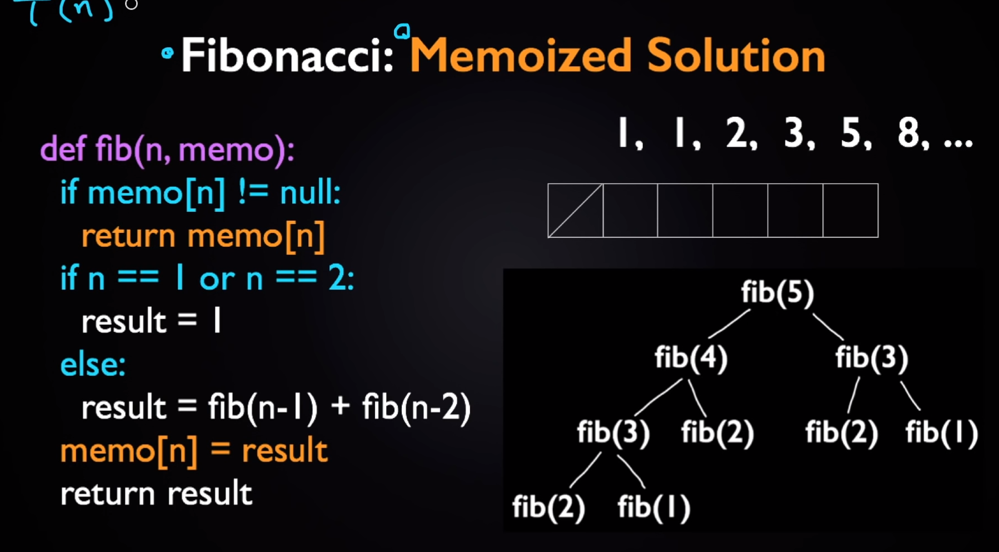 T(n)
Fibonacci: Memoized Solution
1, 1, 2, 3, 5, 8, ...
def fib(n, memo):
if memo[n] != null:
return memo[n]
if n == 1 or n == 2:
result = 1
else:
result = fib(n-1) + fib(n-2)
memo[n] = result
return result
fib(5)
fib(4) fib(3)
fib(3) fib(2) fib(2) fib(1)
fib(2) fib(1)